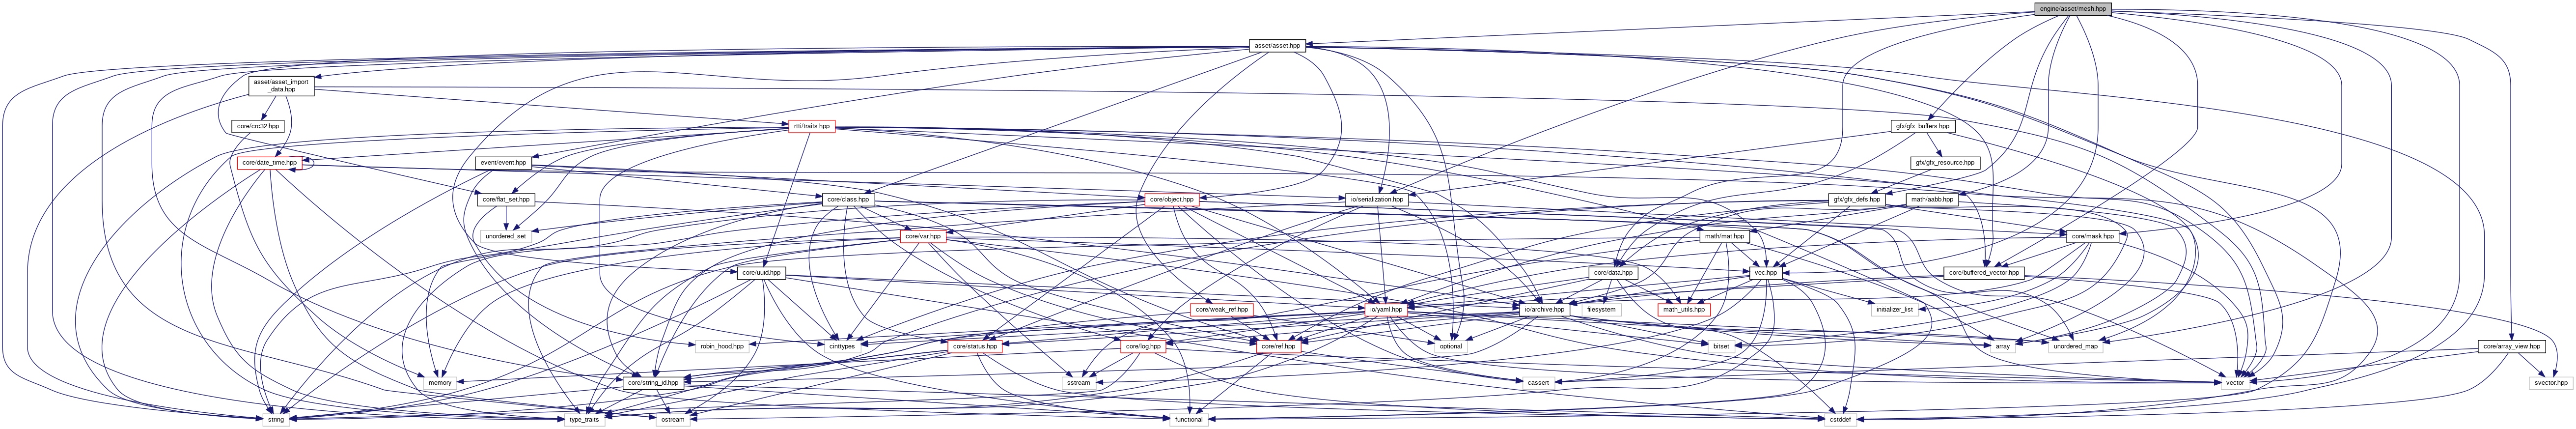 engine/asset/mesh.hpp
asset/asset.hpp
asset/asset_import
_data.hpp
core/crc32.hpp
rtti/traits.hpp
gfx/gfx_buffers.hpp
core/date_time.hpp
event/event.hpp
gfx/gfx_resource.hpp
core/flat_set.hpp
core/class.hpp
core/object.hpp
io/serialization.hpp
gfx/gfx_defs.hpp
math/aabb.hpp
unordered_set
core/var.hpp
math/mat.hpp
core/mask.hpp
core/uuid.hpp
core/data.hpp
vec.hpp
core/buffered_vector.hpp
core/weak_ref.hpp
io/yaml.hpp
io/archive.hpp
filesystem
math_utils.hpp
initializer_list
robin_hood.hpp
cinttypes
core/status.hpp
core/log.hpp
core/ref.hpp
optional
bitset
array
unordered_map
core/array_view.hpp
memory
core/string_id.hpp
sstream
cassert
vector
svector.hpp
string
type_traits
ostream
functional
cstddef